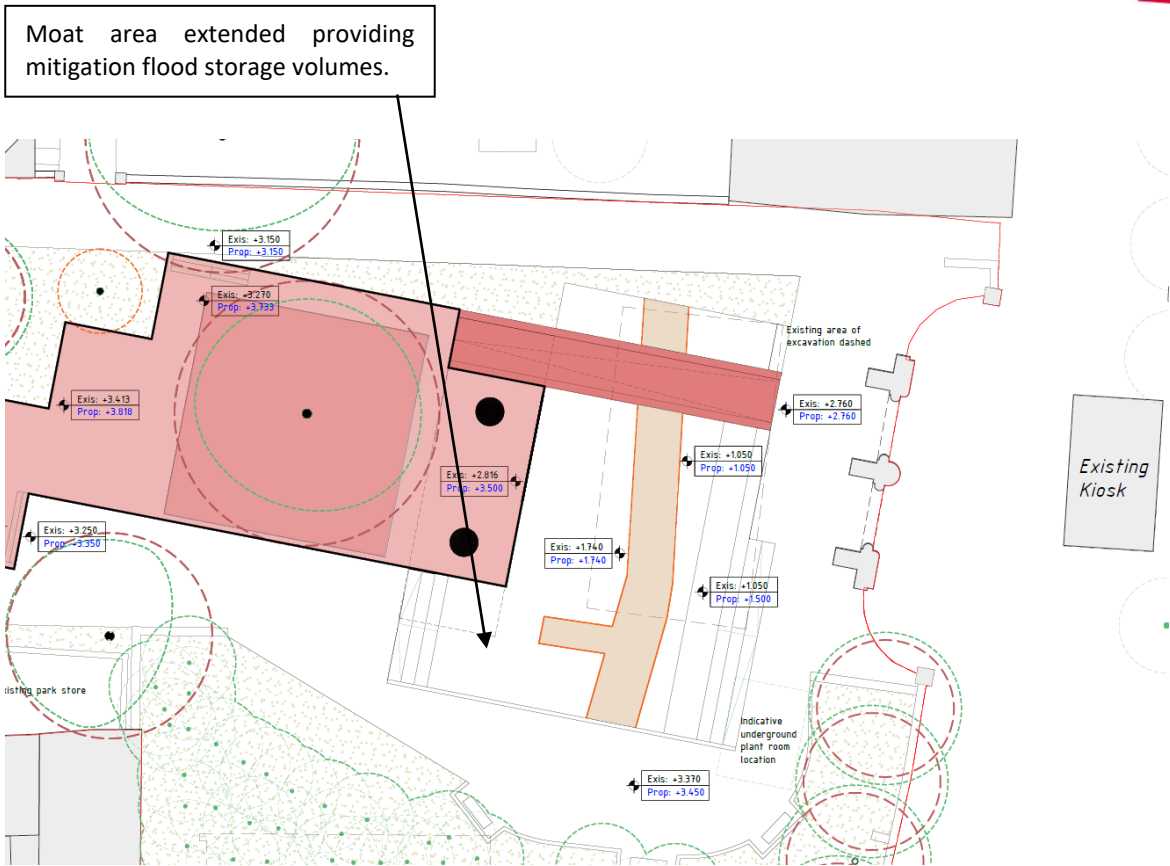 Moat area extended providing
mitigation flood storage volumes.
Exis: +3.150
Prop: +3.150
Exis: +3.270
Prop: +3.733
Existing area of
excavation dashed
Exis: +3.413
Prop: +3.818
Exis: +2.760
Prop: +2.760
Exis: +1.050
Prop: +1.050
Exis: +2.816
Prop: +3.500
Existing
Kiosk
Exis: +3.250
Prop: +3.350
Exis: +1.740
Prop: +1.740
Exis: +1.050
Prop: +1.500
isting park store
Indicative
underground
plant room
location
Exis: +3.370
Prop: +3.450